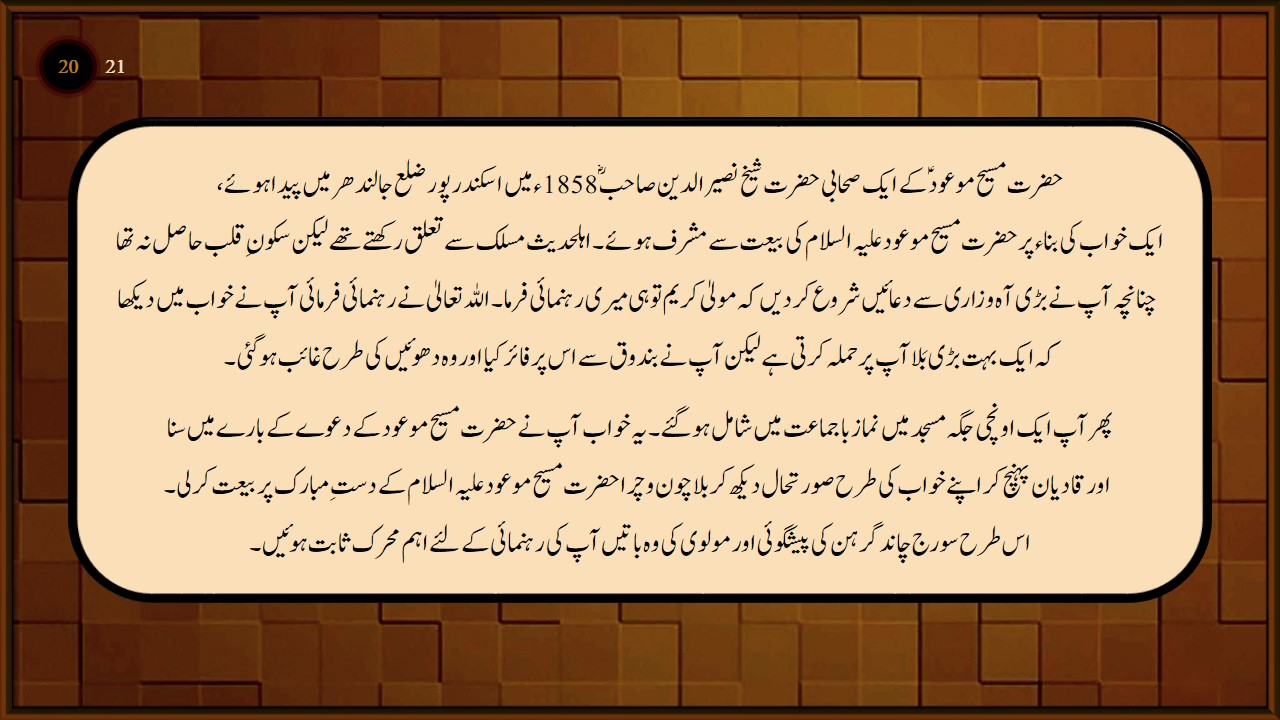 20 21
حضرت مسیح موعودؑ کے ایک صحابی حضرت شیخ نصیر الدین صاحبؓ 1858ء میں اسکندر پور ضلع جالندھر میں پیدا ہوئے،
ایک خواب کی بناء پر حضرت مسیح موعود علیہ السلام کی بیعت سے مشرف ہوئے۔ اہلحدیث مسلک سے تعلق رکھتے تھے لیکن سکونِ قلب حاصل نہ تھا
چنانچہ آپ نے بڑی آہ و زاری سے دعائیں شروع کر دیں کہ مولیٰ کریم تو ہی میری رہنمائی فرما۔ اللہ تعالیٰ نے رہنمائی فرمائی آپ نے خواب میں دیکھا
کہ ایک بہت بڑی بَلا آپ پر حملہ کرتی ہے لیکن آپ نے بندوق سے اس پر فائر کیا اور وہ دھوئیں کی طرح غائب ہو گئی۔
پھر آپ ایک اونچی جگہ مسجد میں نماز باجماعت میں شامل ہو گئے۔ یہ خواب آپ نے حضرت مسیح موعود کے دعوے کے بارے میں سنا
اور قادیان پہنچ کر اپنے خواب کی طرح صورتحال دیکھ کر بلا چون و چرا حضرت مسیح موعود علیہ السلام کے دستِ مبارک پر بیعت کر لی۔
اس طرح سورج چاند گرہن کی پیشگوئی اور مولوی کی وہ باتیں آپ کی رہنمائی کے لئے اہم محرک ثابت ہوئیں۔